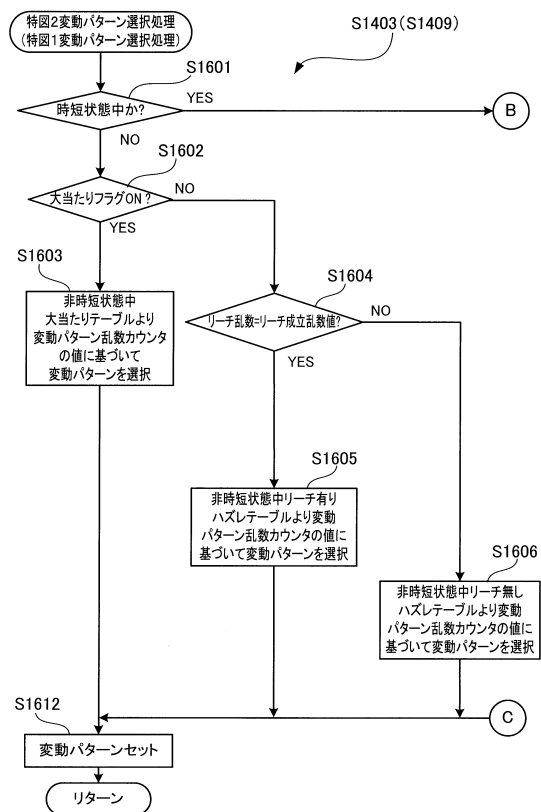 特図2変動パターン選択処理
(特図1変動パターン選択処理)
S1403(S1409)
S1601
時短状態中か?
YES
B
NO
S1602
大当たりフラグON?
NO
YES
S1603
非時短状態中
大当たりテーブルより
変動パターン乱数カウンタ
の値に基づいて
変動パターンを選択
S1604
リーチ乱数=リーチ成立乱数値?
NO
YES
S1605
非時短状態中リーチ有り
ハズレテーブルより変動
パターン乱数カウンタの値に
基づいて変動パターンを選択
S1606
非時短状態中リーチ無し
ハズレテーブルより変動
パターン乱数カウンタの値に
基づいて変動パターンを選択
S1612
C
変動パターンセット
リターン